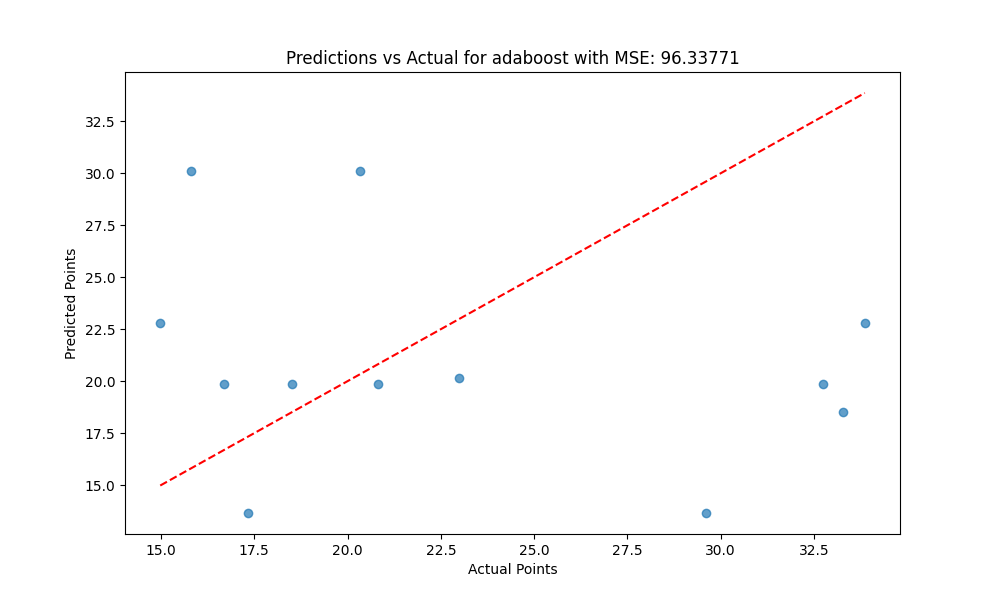 Predictions vs Actual for adaboost with MSE: 96.33771
32.5
30.0
27.5
25.0
22.5
20.0
17.5
15.0
Predicted Points
15.0 17.5 20.0 22.5 25.0 27.5 30.0 32.5
Actual Points